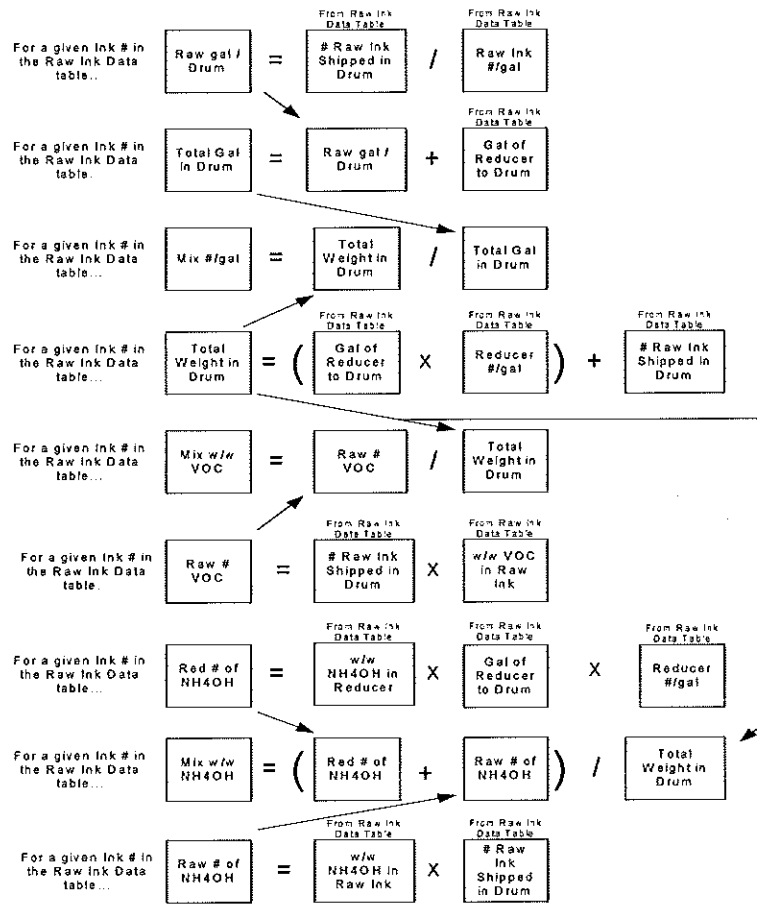 From Raw Ink
Data Table
From Raw Ink
Data Table
For a given Ink # in
the Raw Ink Data
table...
Raw gal /
Drum
=
# Raw Ink
Shipped in
Drum
/
Raw Ink
#/gal
From Raw Ink
Data Table
For a given Ink # in
the Raw Ink Data
table.
Total Gal
in Drum
=
Raw gal /
Drum
+
Gal of
Reducer
to Drum
For a given Ink # in
the Raw Ink Data
table...
Mix #/gal
=
Total
Weight in
Drum
/
Total Gal
in Drum
From Raw Ink
Data Table
From Raw Ink
Data Table
From Raw Ink
Data Table
For a given Ink # in
the Raw Ink Data
table...
Total
Weight in
Drum
= (
Gal of
Reducer
to Drum
X
Reducer
#/gal
) +
# Raw Ink
Shipped in
Drum
For a given Ink # in
the Raw Ink Data
table...
Mix w/w
VOC
=
Raw #
VOC
/
Total
Weight in
Drum
From Raw Ink
Data Table
From Raw Ink
Data Table
For a given Ink # in
the Raw Ink Data
table.
Raw #
VOC
=
# Raw Ink
Shipped in
Drum
X
w/w VOC
in Raw
Ink
From Raw Ink
Data Table
From Raw Ink
Data Table
From Raw Ink
Data Table
For a given Ink # in
the Raw Ink Data
table...
Red # of
NH4OH
=
w/w
NH4OH in
Reducer
X
Gal of
Reducer
to Drum
X
Reducer
#/gal
For a given Ink # in
the Raw Ink Data
table...
Mix w/w
NH4OH
= (
Red # of
NH4OH
+
Raw # of
NH4OH
) /
Total
Weight in
Drum
From Raw Ink
Data Table
From Raw Ink
Data Table
For a given Ink # in
the Raw Ink Data
table...
Raw # of
NH4OH
=
w/w
NH4OH in
Raw Ink
X
# Raw
Ink
Shipped
in Drum